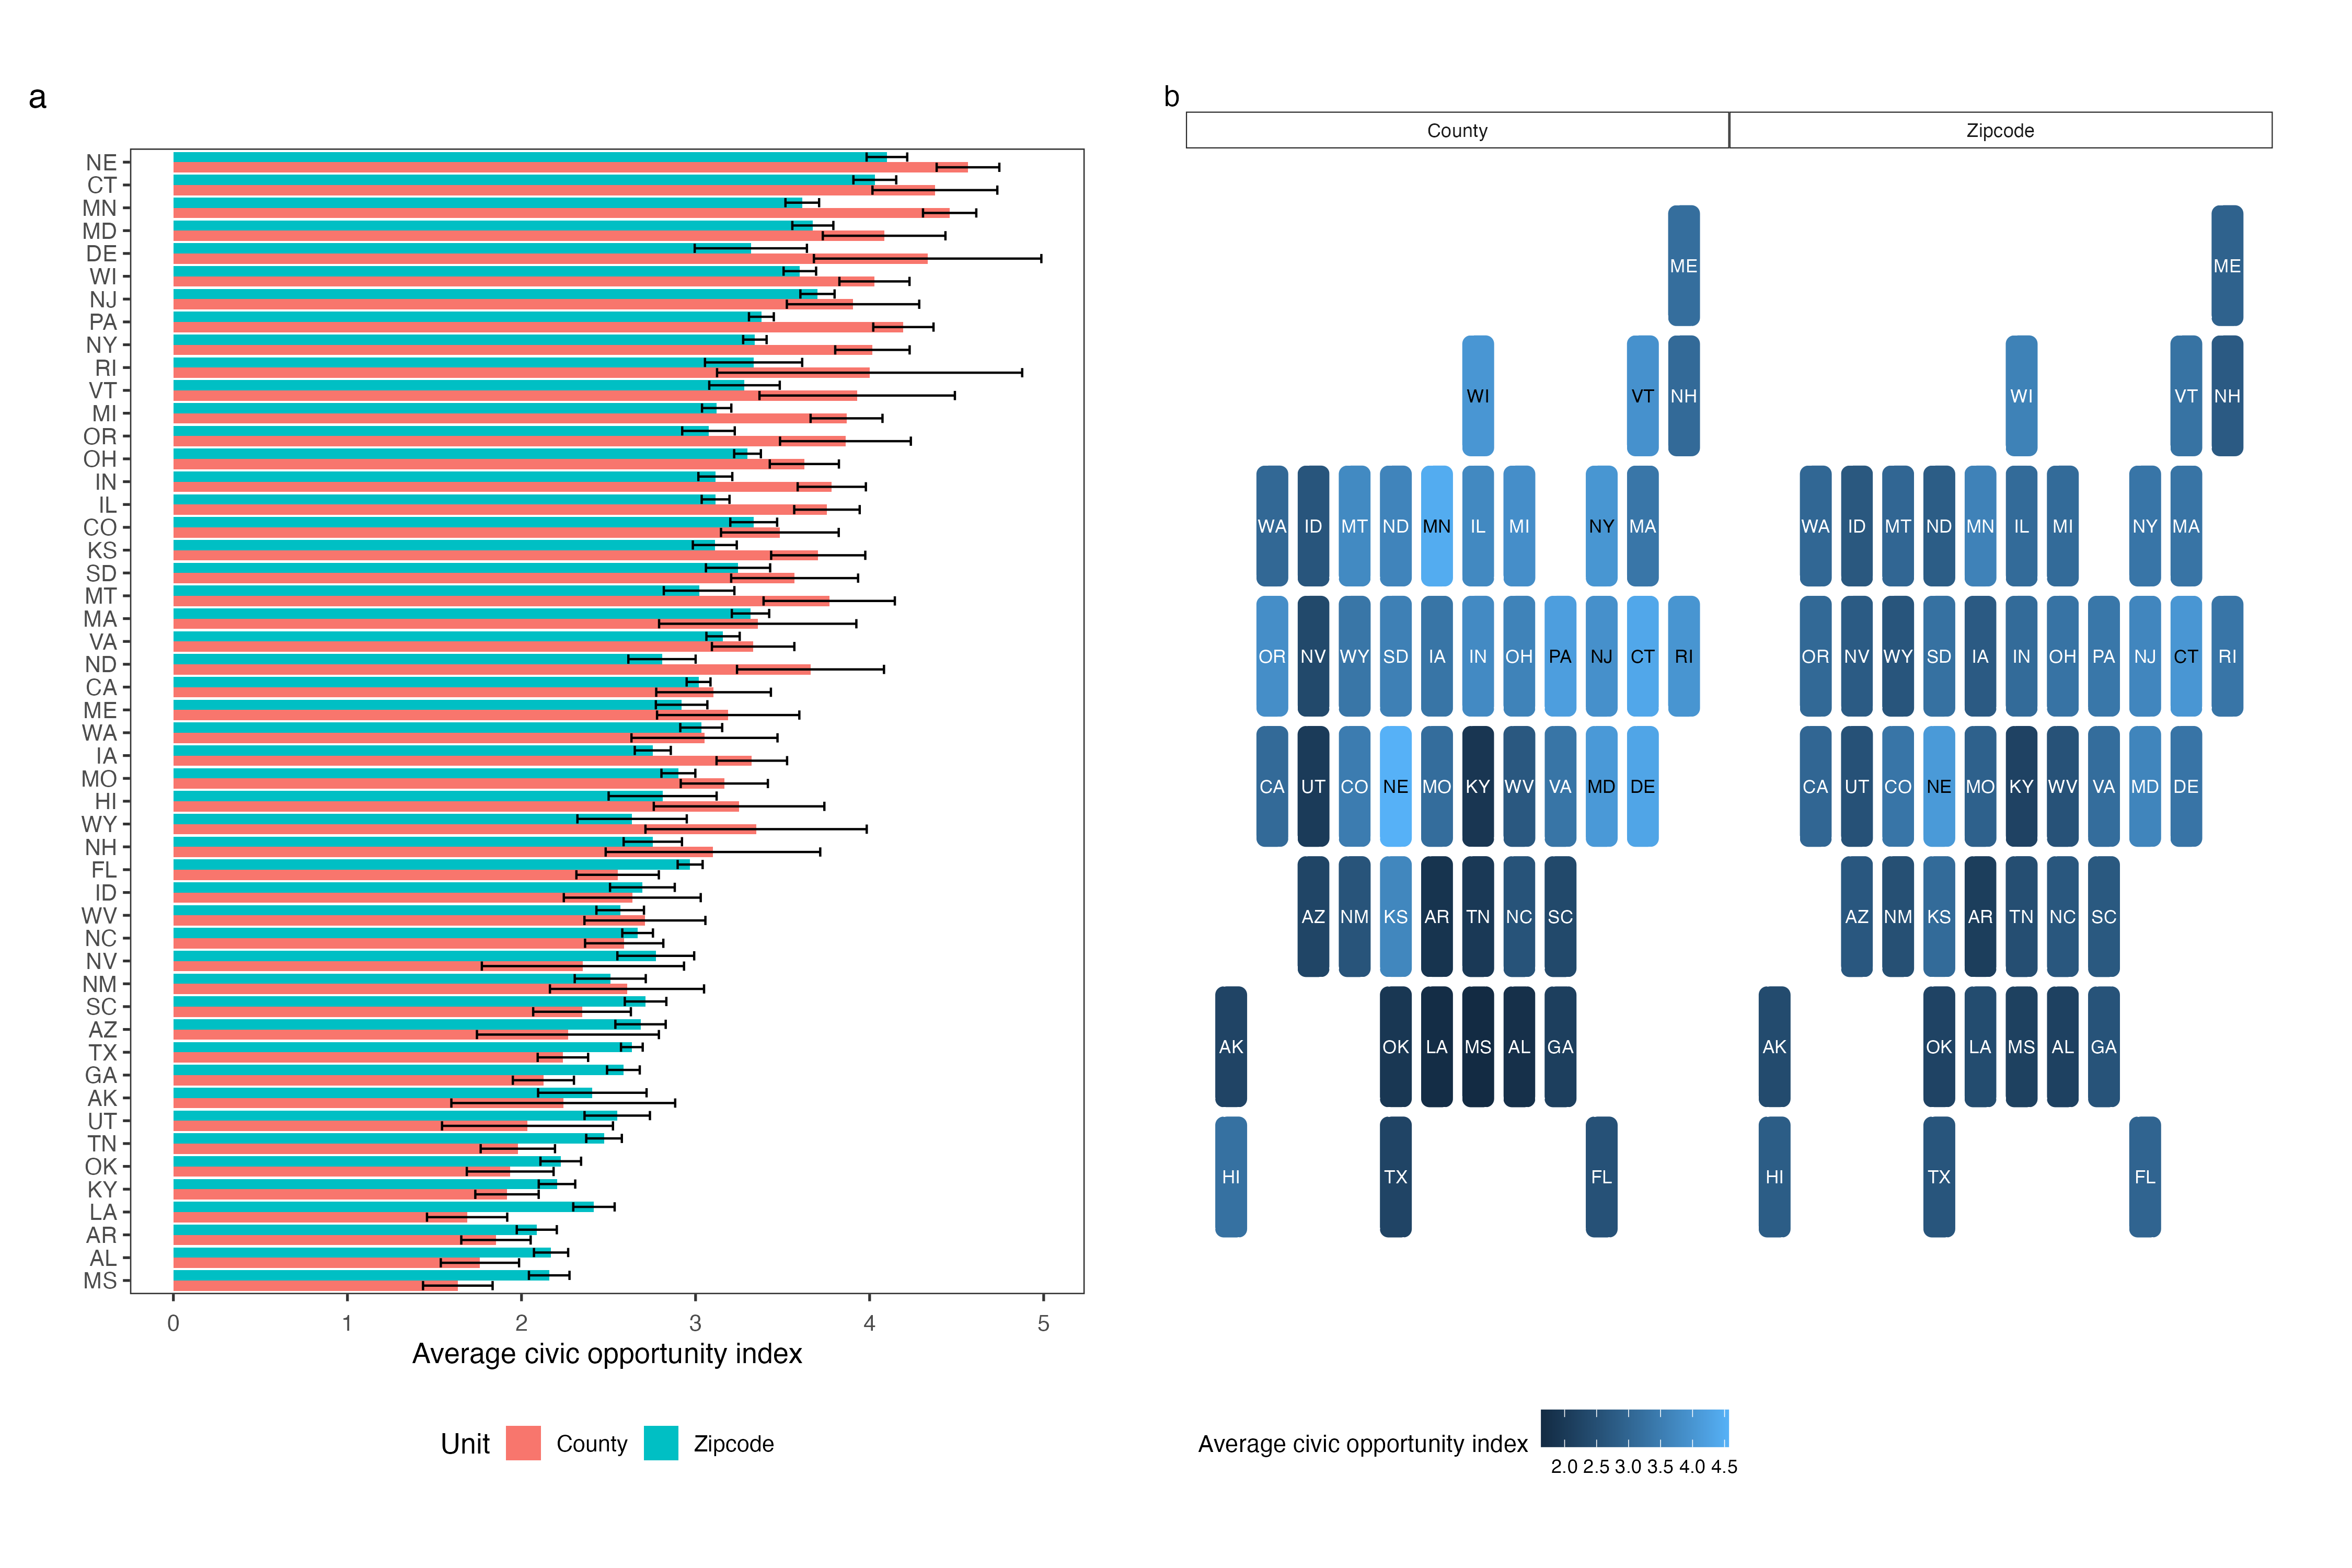 a
NE
CT
MN
MD
DE
WI
NJ
PA
NY
RI
VT
MI
OR
OH
IN
IL
CO
KS
SD
MT
MA
VA
ND
CA
ME
WA
IA
MO
HI
WY
NH
FL
ID
WV
NC
NV
NM
SC
AZ
TX
GA
AK
UT
TN
OK
KY
LA
AR
AL
MS
0 1 2 3 4 5
Average civic opportunity index
Unit County Zipcode
b
County Zipcode
ME ME
WI VT NH WI VT NH
WA ID MT ND MN IL MI NY MA WA ID MT ND MN IL MI NY MA
OR NV WY SD IA IN OH PA NJ CT RI OR NV WY SD IA IN OH PA NJ CT RI
CA UT CO NE MO KY WV VA MD DE CA UT CO NE MO KY WV VA MD DE
AZ NM KS AR TN NC SC AZ NM KS AR TN NC SC
AK OK LA MS AL GA AK OK LA MS AL GA
HI TX FL HI TX FL
Average civic opportunity index
2.0 2.5 3.0 3.5 4.0 4.5